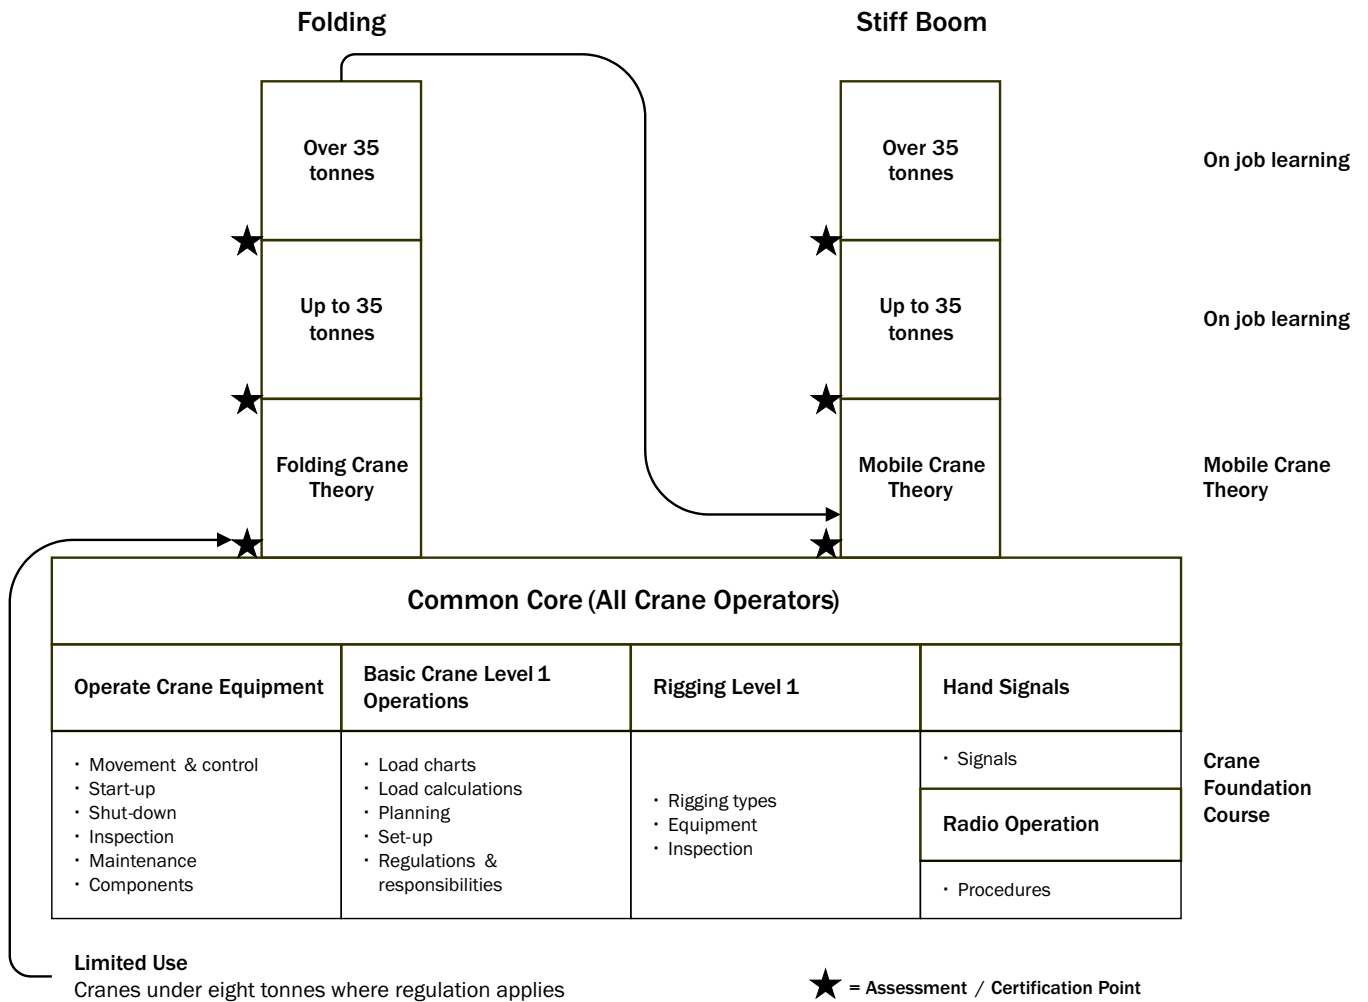 Folding
Stiff Boom
Over 35
tonnes
Over 35
tonnes
On job learning
Up to 35
tonnes
Up to 35
tonnes
On job learning
Folding Crane
Theory
Mobile Crane
Theory
Mobile Crane
Theory
Common Core (All Crane Operators)
Operate Crane Equipment
Basic Crane Level 1
Operations
Rigging Level 1
Hand Signals
· Movement & control
· Start-up
· Shut-down
· Inspection
· Maintenance
· Components
· Load charts
· Load calculations
· Planning
· Set-up
· Regulations &
responsibilities
· Rigging types
· Equipment
· Inspection
· Signals
Radio Operation
· Procedures
Crane
Foundation
Course
Limited Use
Cranes under eight tonnes where regulation applies
★ = Assessment / Certification Point